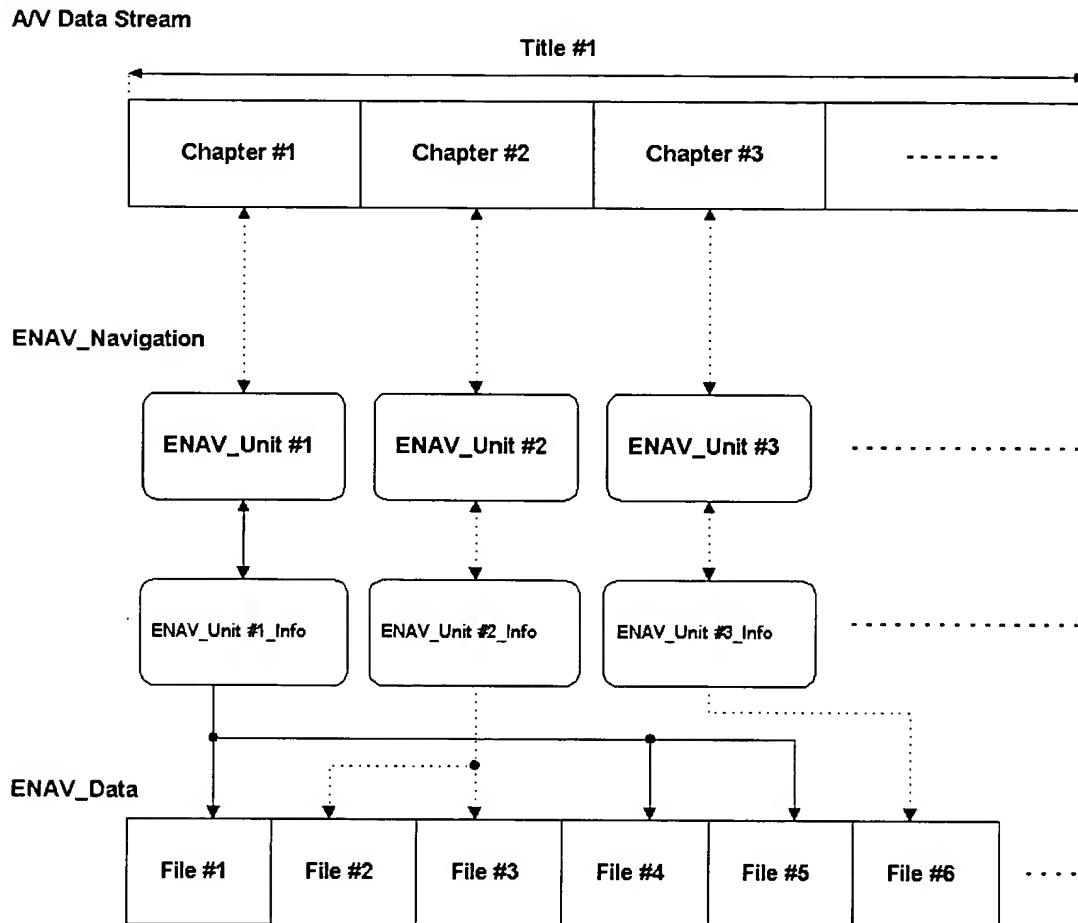 A/V Data Stream
Title #1
Chapter #1
Chapter #2
Chapter #3
ENAV_Navigation
ENAV_Unit #1
ENAV_Unit #2
ENAV_Unit #3
ENAV_Unit #1_Info
ENAV_Unit #2_Info
ENAV_Unit #3_Info
ENAV_Data
File #1
File #2
File #3
File #4
File #5
File #6